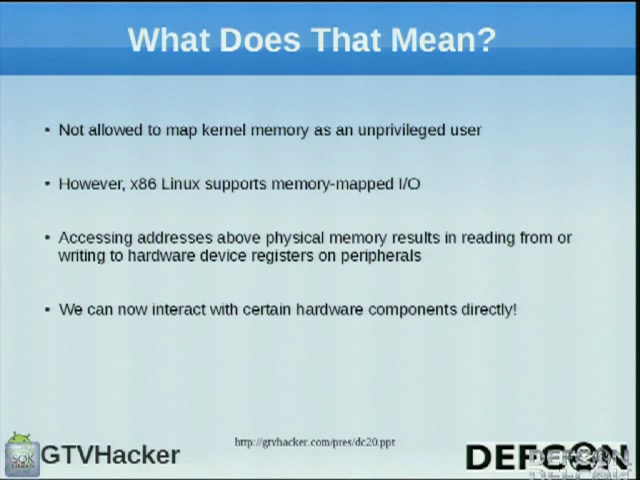 What Does That Mean?
• Not allowed to map kernel memory as an unprivileged user
• However, x86 Linux supports memory-mapped I/O
• Accessing addresses above physical memory results in reading from or
writing to hardware device registers on peripherals
• We can now interact with certain hardware components directly!
GTVHacker
http://gtvhacker.com/pres/dc20.ppt
DEFCON
DEFCON